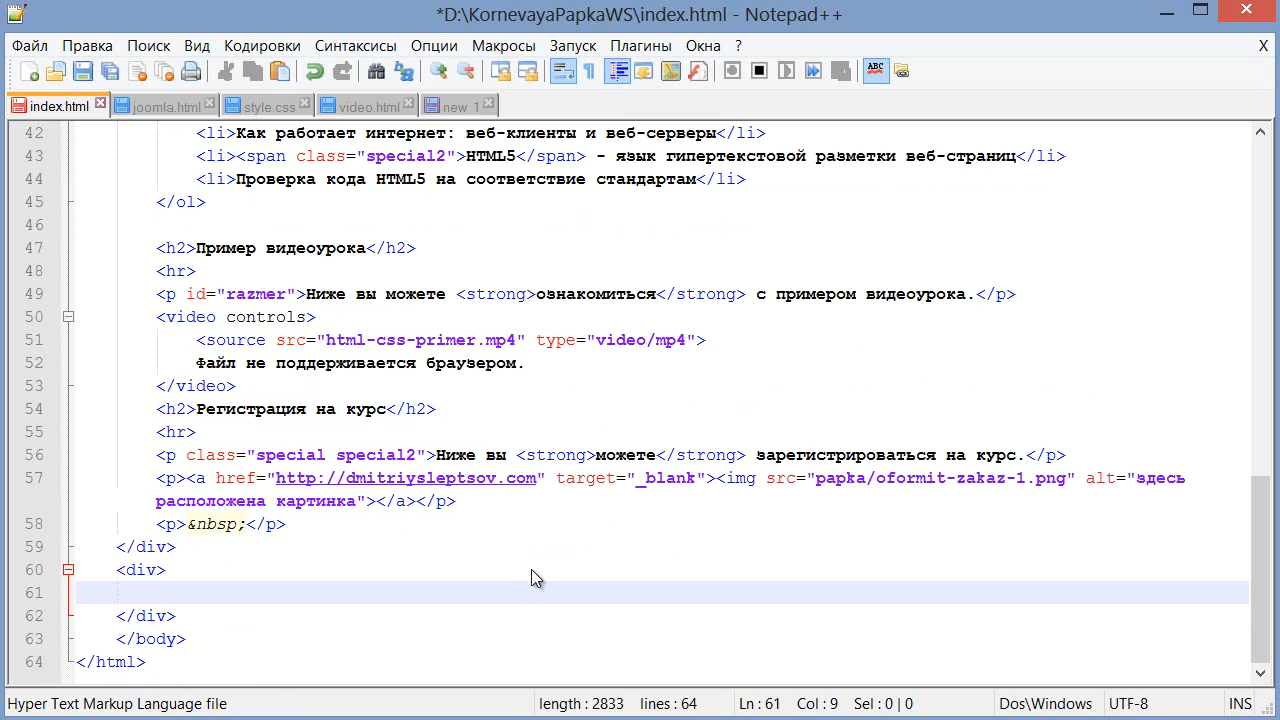 *D:\KornevayaPapkaWS\index.html - Notepad++
Файл Правка Поиск Вид Кодировки Синтаксисы Опции Макросы Запуск Плагины Окна ? X
index.html joomla.html style.css video.html new 1
42 <li>Как работает интернет: веб-клиенты и веб-серверы</li>
43 <li><span class="special2">HTML5</span> - язык гипертекстовой разметки веб-страниц</li>
44 <li>Проверка кода HTML5 на соответствие стандартам</li>
45 </ol>
46
47 <h2>Пример видеоурока</h2>
48 <hr>
49 <p id="razmer">Ниже вы можете <strong>ознакомиться</strong> с примером видеоурока.</p>
50 <video controls>
51 <source src="html-css-primer.mp4" type="video/mp4">
52 Файл не поддерживается браузером.
53 </video>
54 <h2>Регистрация на курс</h2>
55 <hr>
56 <p class="special special2">Ниже вы <strong>можете</strong> зарегистрироваться на курс.</p>
57 <p><a href="http://dmitriysleptsov.com" target="_blank"><img src="papka/oformit-zakaz-1.png" alt="здесь
расположена картинка"></a></p>
58 <p>&nbsp;</p>
59 </div>
60 <div>
61
62 </div>
63 </body>
64 </html>
Hyper Text Markup Language file length : 2833 lines : 64 Ln : 61 Col : 9 Sel : 0 | 0 Dos\Windows UTF-8 INS